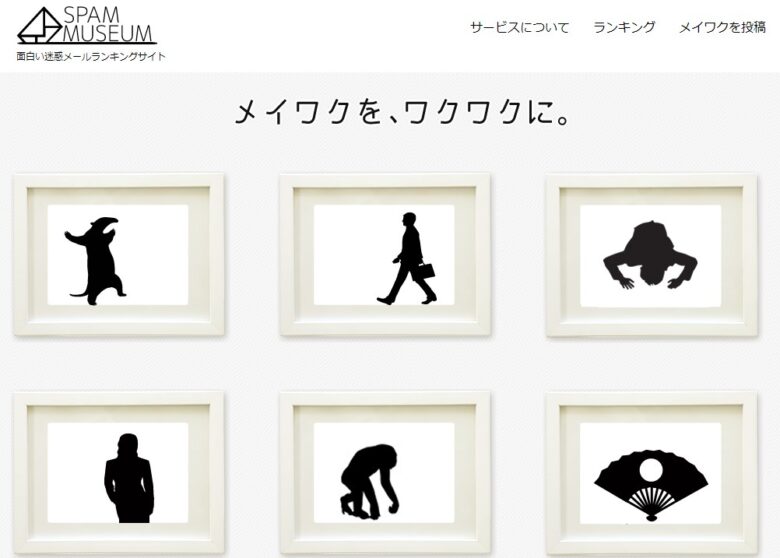 SPAM
MUSEUM
面白い迷惑メールランキングサイト
サービスについて ランキング メイワクを投稿
メイワクを、ワクワクに。